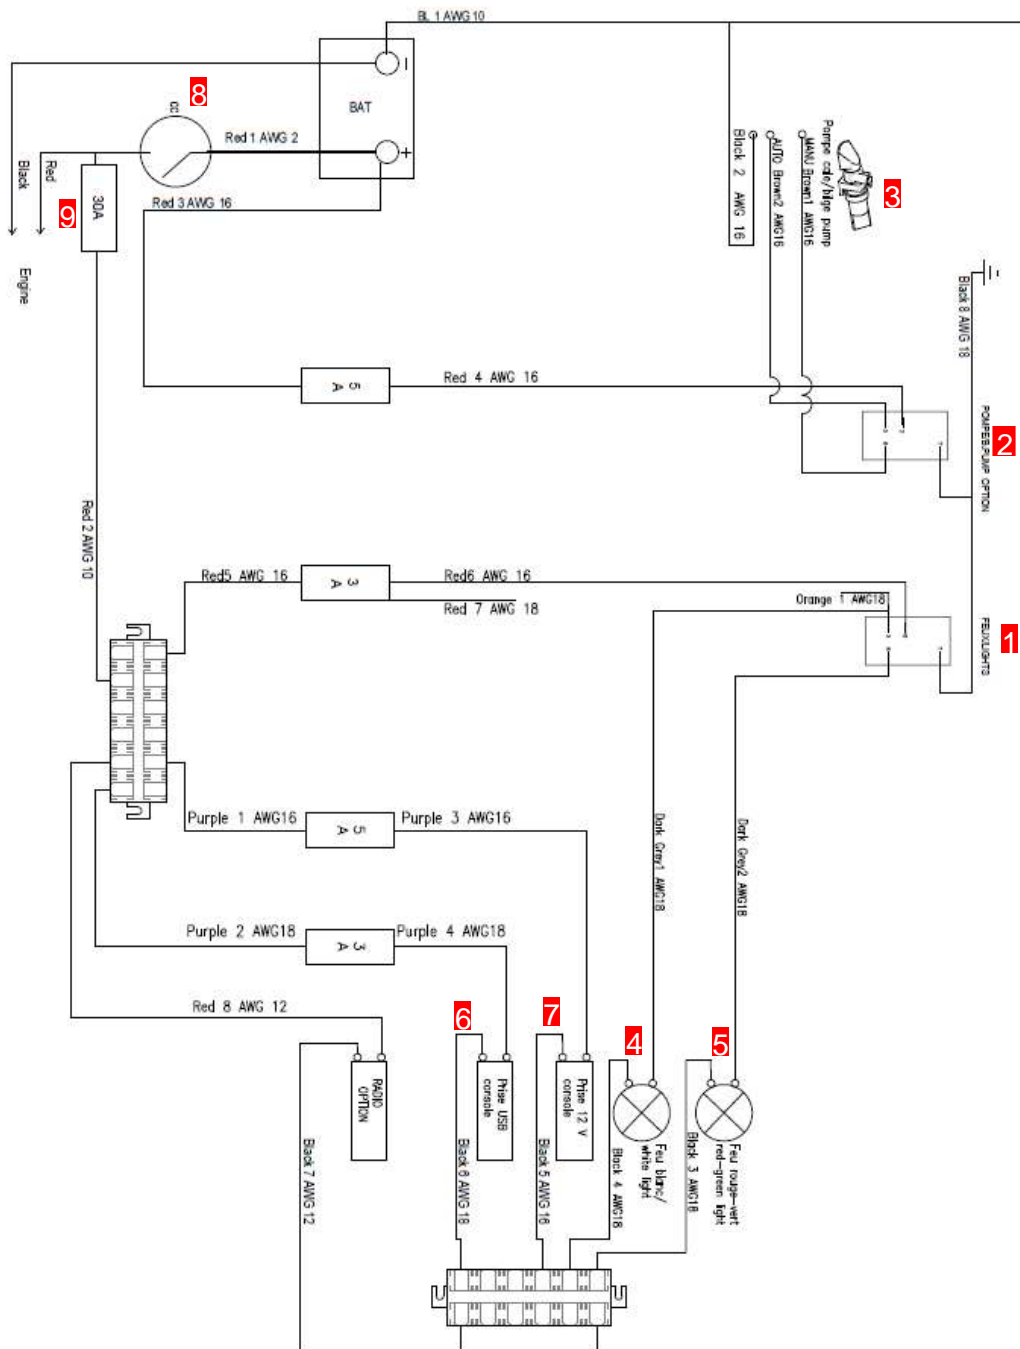 BL 1 AWG 10
8
CC
BAT
Red 1 AWG 2
Red 3 AWG 16
Black
Red
9
30A
Engine
Pompe cale/bilge pump
MANU Brown1 AWG16
AUTO Brown2 AWG16
Black 2 AWG 16
3
Black 8 AWG 18
5 A
Red 4 AWG 16
POMPE/B.PUMP OPTION
2
Red 2 AWG 10
Red5 AWG 16
3 A
Red6 AWG 16
Red 7 AWG 18
Orange 1 AWG18
FEUX/LIGHTS
1
Purple 1 AWG16
5 A
Purple 3 AWG16
Dark Grey1 AWG18
Dark Grey2 AWG18
Purple 2 AWG18
3 A
Purple 4 AWG18
Red 8 AWG 12
6
7
4
5
RADIO
OPTION
Prise USB
console
Prise 12 V
console
Feu blanc/
white light
Feu rouge-vert
red-green light
Black 7 AWG 12
Black 6 AWG 18
Black 5 AWG 16
Black 4 AWG18
Black 3 AWG18